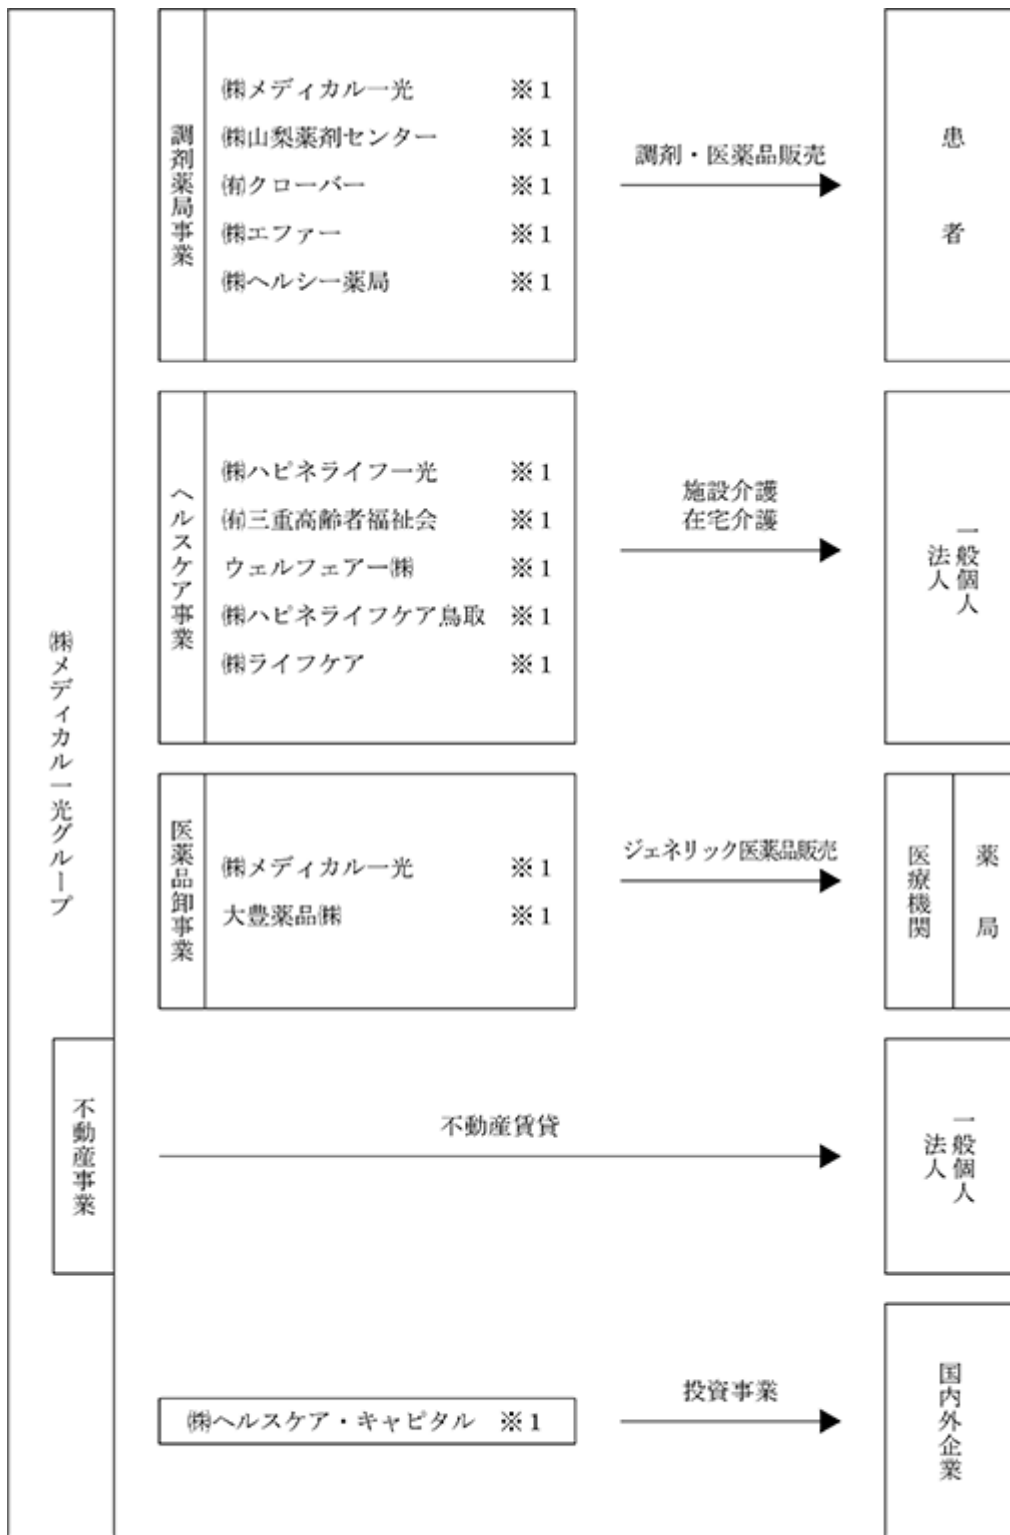 ㈱メディカル一光グループ
調剤薬局事業
㈱メディカル一光 ※1
㈱山梨薬剤センター ※1
㈲クローバー ※1
㈱エファー ※1
㈱ヘルシー薬局 ※1
調剤・医薬品販売
患者
ヘルスケア事業
㈱ハピネライフ一光 ※1
㈲三重高齢者福祉会 ※1
ウェルフェアー㈱ ※1
㈱ハピネライフケア鳥取 ※1
㈱ライフケア ※1
施設介護
在宅介護
一般個人
法人
医薬品卸事業
㈱メディカル一光 ※1
大豊薬品㈱ ※1
ジェネリック医薬品販売
医療機関
薬局
不動産事業
不動産賃貸
一般個人
法人
㈱ヘルスケア・キャピタル ※1
投資事業
国内外企業